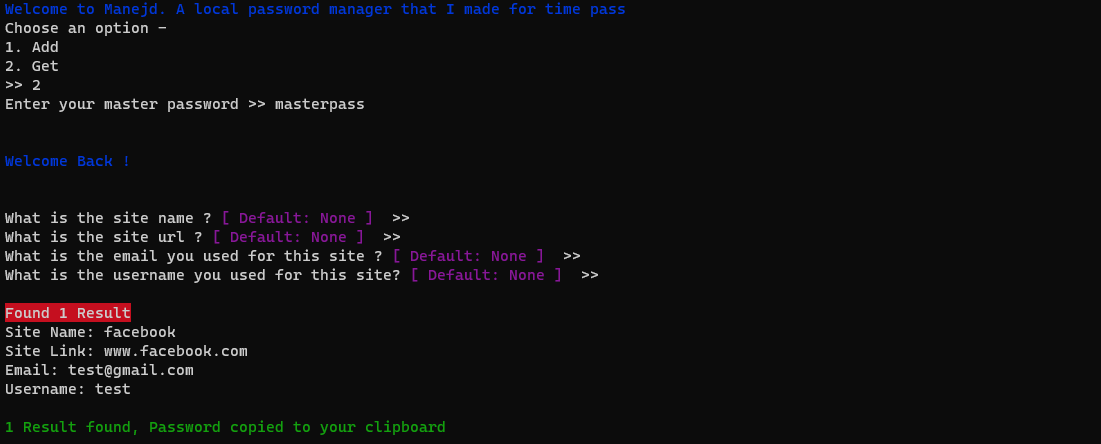 Welcome to Manejd. A local password manager that I made for time pass
Choose an option -
1. Add
2. Get
>> 2
Enter your master password >> masterpass
Welcome Back !
What is the site name ? [ Default: None ]  >>
What is the site url ? [ Default: None ]  >>
What is the email you used for this site ? [ Default: None ]  >>
What is the username you used for this site? [ Default: None ]  >>
Found 1 Result
Site Name: facebook
Site Link: www.facebook.com
Email: test@gmail.com
Username: test
1 Result found, Password copied to your clipboard